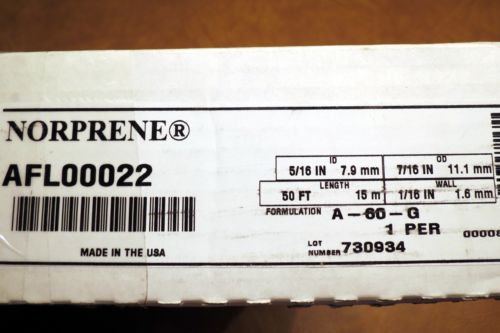 NORPRENE®
AFL00022
MADE IN THE USA
ID OD
5/16 IN 7.9 mm 7/16 IN 11.1 mm
LENGTH WALL
50 FT 15 m 1/16 IN 1.6 mm
FORMULATION A-60-G
1 PER
LOT NUMBER 730934